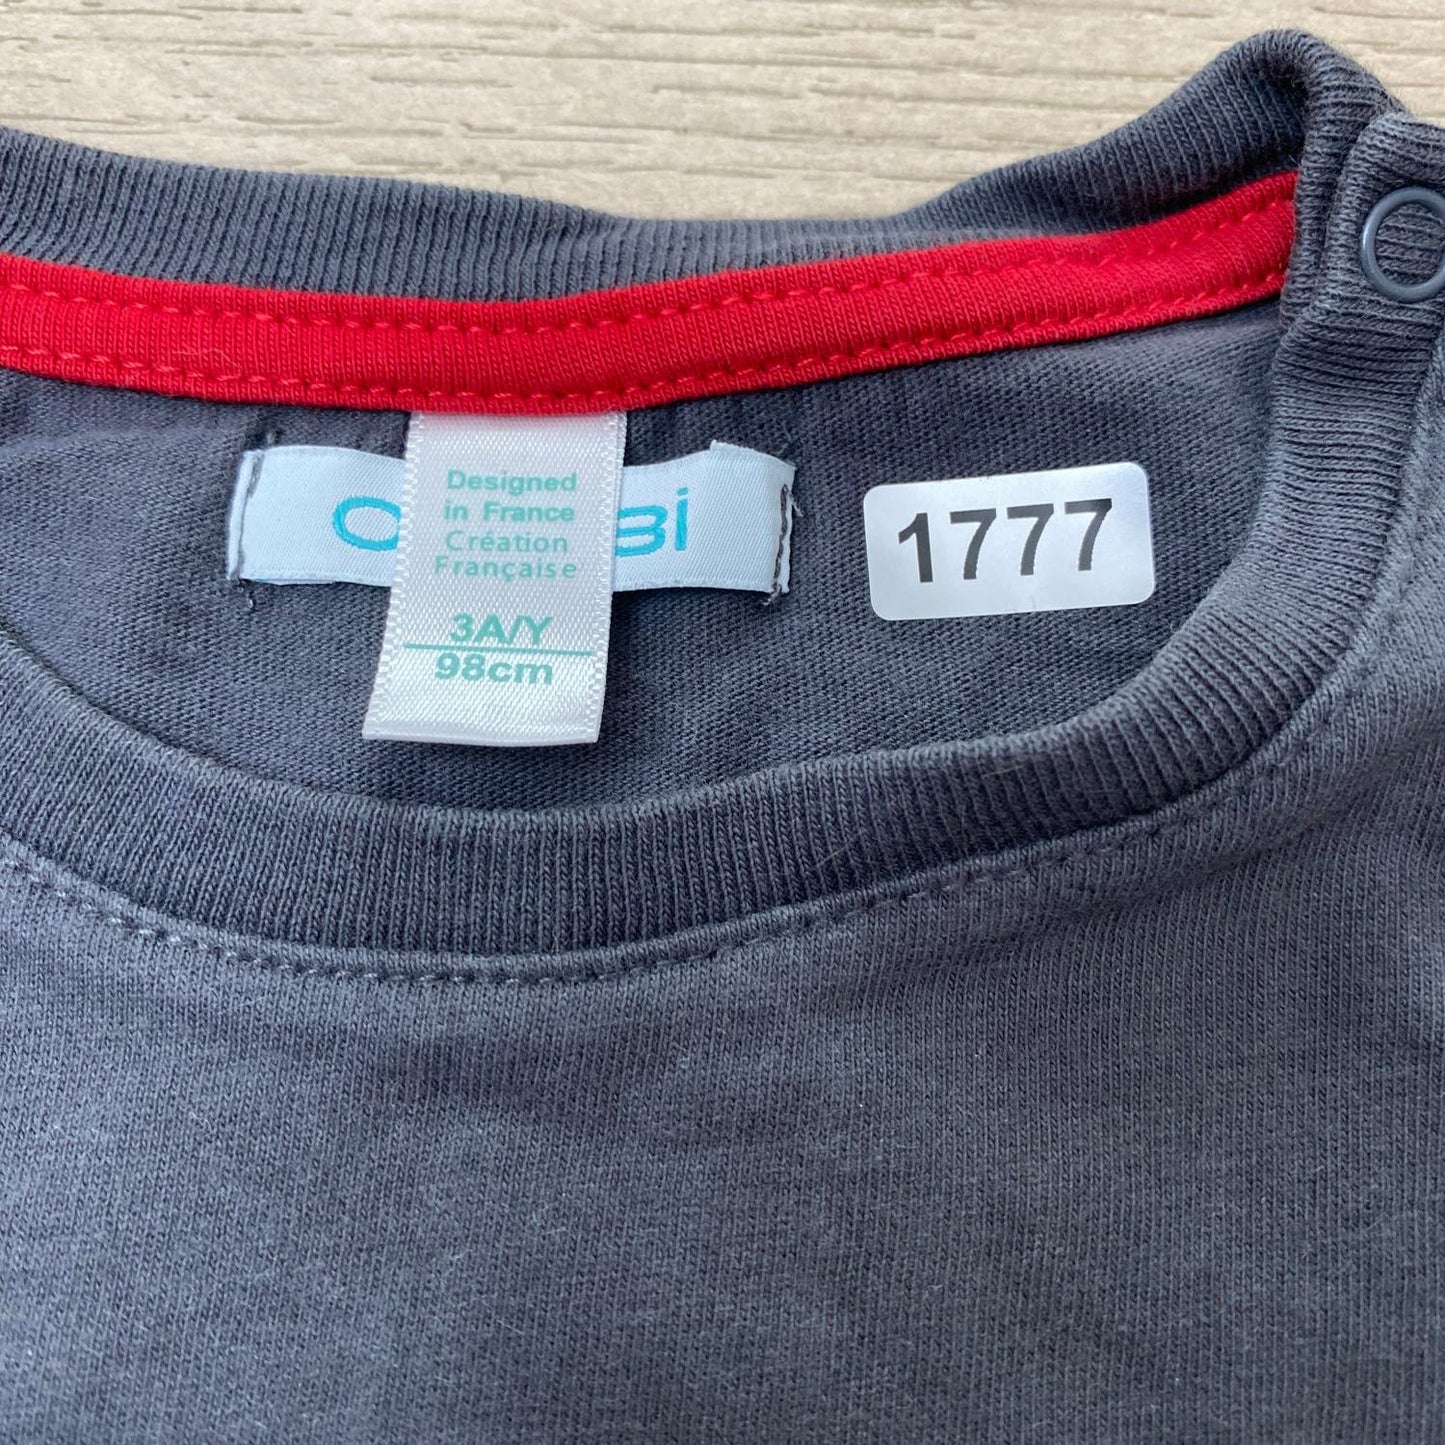 Designed
in France
Création
Française
3A/Y
98cm
1777